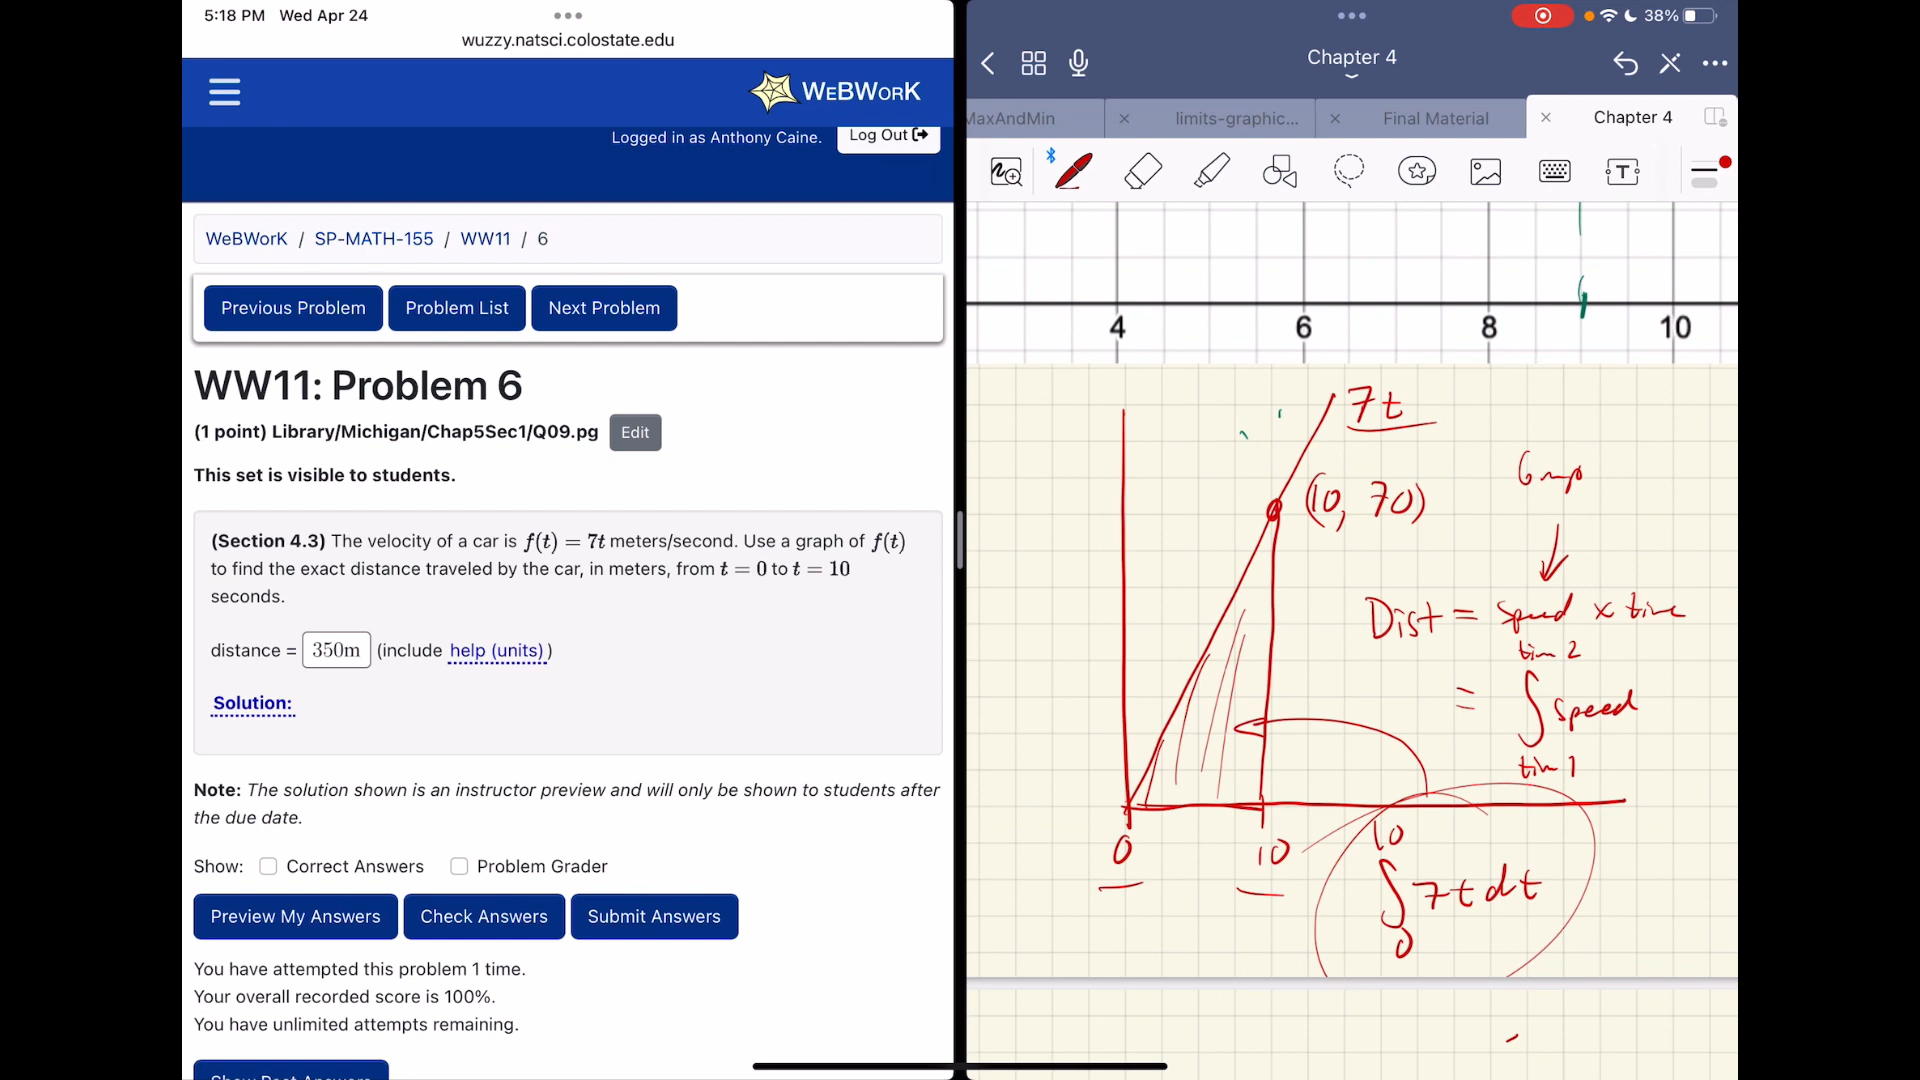 5:18 PM Wed Apr 24
wuzzy.natsci.colostate.edu
WeBWorK
Logged in as Anthony Caine. Log Out
WeBWorK / SP-MATH-155 / WW11 / 6
Previous Problem Problem List Next Problem
WW11: Problem 6
(1 point) Library/Michigan/Chap5Sec1/Q09.pg Edit
This set is visible to students.
(Section 4.3) The velocity of a car is f(t) = 7t meters/second. Use a graph of f(t)
to find the exact distance traveled by the car, in meters, from t = 0 to t = 10
seconds.
distance = 350m (include help (units) )
Solution:
Note: The solution shown is an instructor preview and will only be shown to students after
the due date.
Show: Correct Answers Problem Grader
Preview My Answers Check Answers Submit Answers
You have attempted this problem 1 time.
Your overall recorded score is 100%.
You have unlimited attempts remaining.
Show Past Answers
38%
Chapter 4
MaxAndMin limits-graphic... Final Material Chapter 4
T
4 6 8 10
7t
(10, 70)
Dist = speed x time
= ∫ speed
0 10
10
∫ 7t dt
0